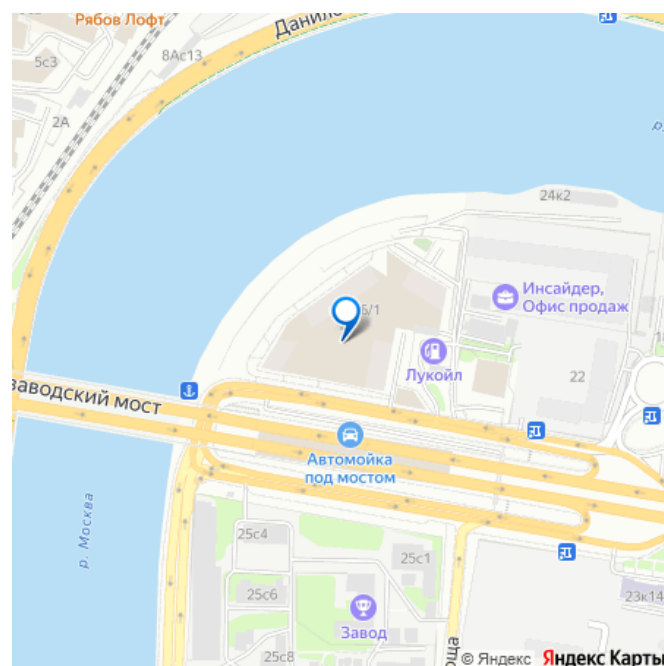 Рябов Лофт
5с3
8Ас13
Данило
2А
р
24к2
5/1
Инсайдер,
Офис продаж
Лукойл
22
заводский мост
Автомойка
под мостом
р. Москва
25с4
25с1
25с6
Завод
23к14
25с8
оща
© Яндекс Яндекс Карты